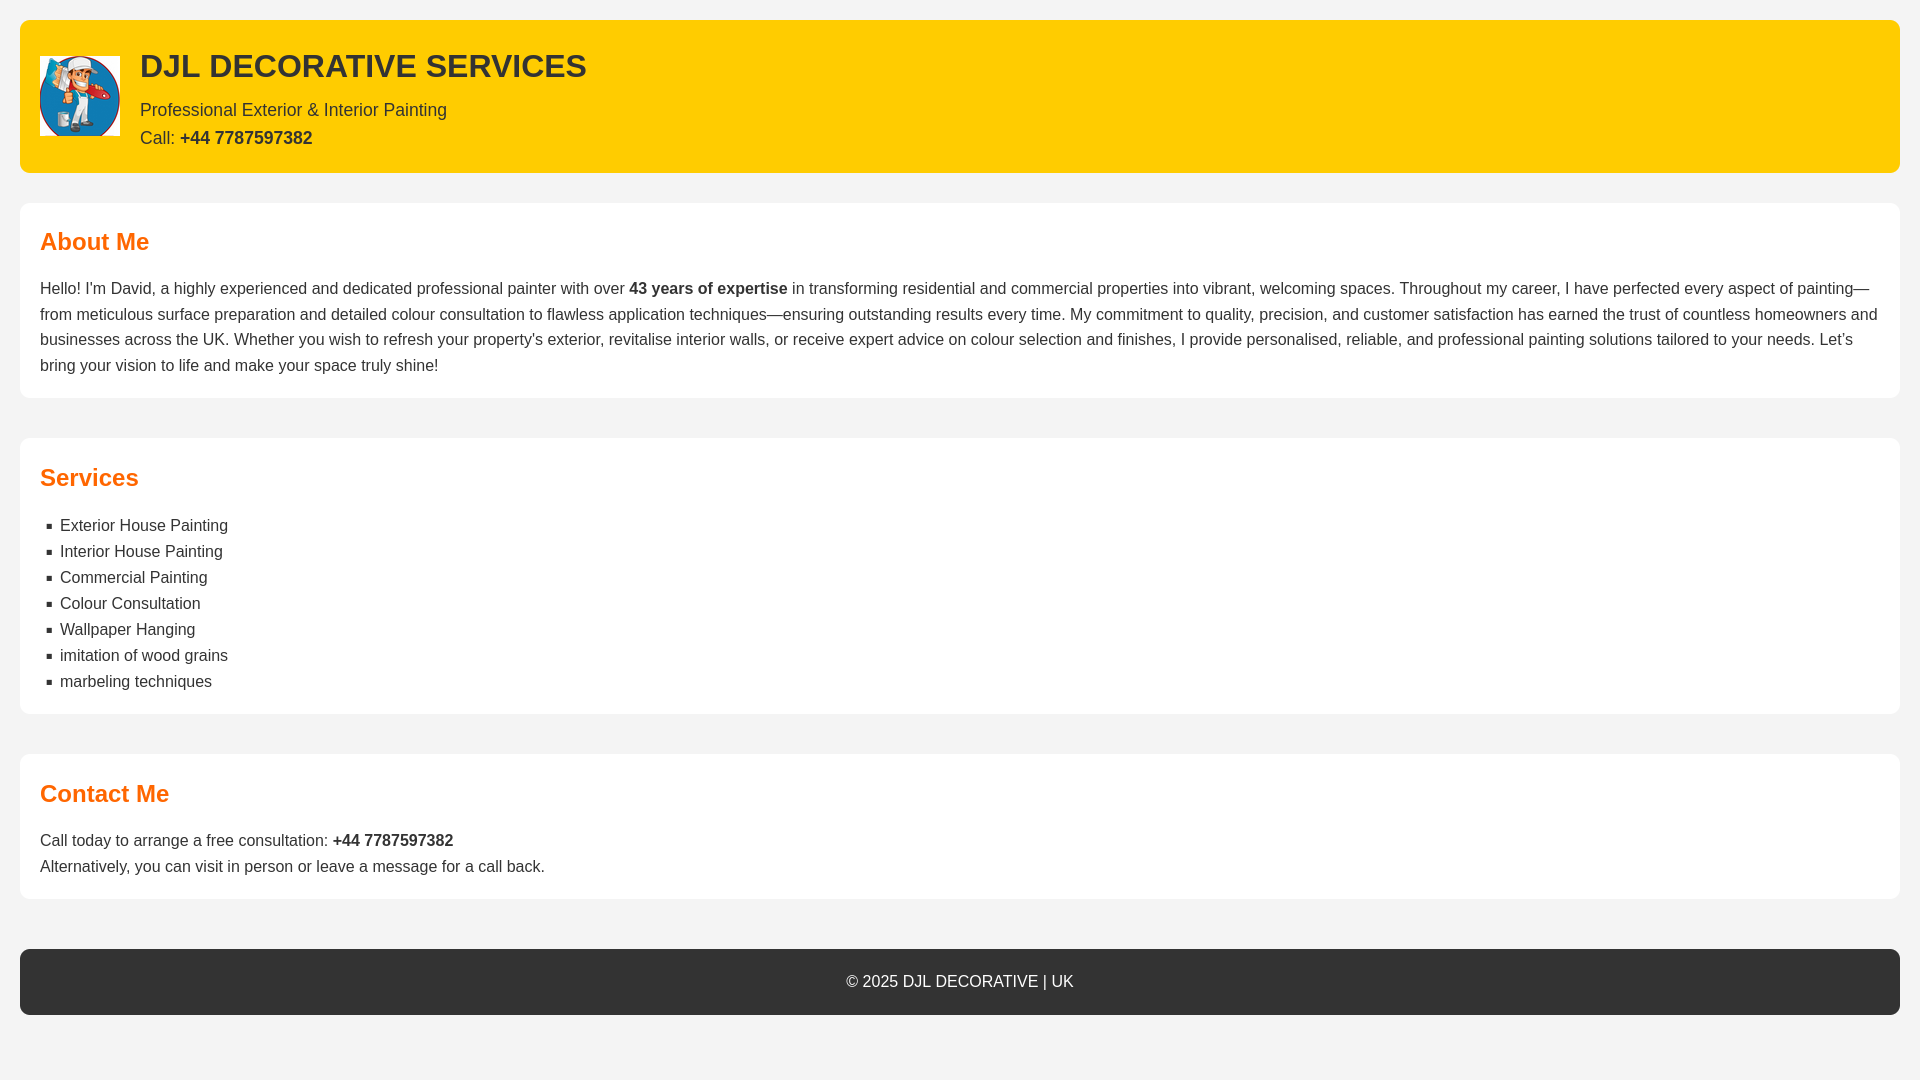 DJL DECORATIVE SERVICES
Professional Exterior & Interior Painting
Call: +44 7787597382
About Me
Hello! I'm David, a highly experienced and dedicated professional painter with over 43 years of expertise in transforming residential and commercial properties into vibrant, welcoming spaces. Throughout my career, I have perfected every aspect of painting—
from meticulous surface preparation and detailed colour consultation to flawless application techniques—ensuring outstanding results every time. My commitment to quality, precision, and customer satisfaction has earned the trust of countless homeowners and
businesses across the UK. Whether you wish to refresh your property's exterior, revitalise interior walls, or receive expert advice on colour selection and finishes, I provide personalised, reliable, and professional painting solutions tailored to your needs. Let’s
bring your vision to life and make your space truly shine!
Services
▪ Exterior House Painting
▪ Interior House Painting
▪ Commercial Painting
▪ Colour Consultation
▪ Wallpaper Hanging
▪ imitation of wood grains
▪ marbeling techniques
Contact Me
Call today to arrange a free consultation: +44 7787597382
Alternatively, you can visit in person or leave a message for a call back.
© 2025 DJL DECORATIVE | UK